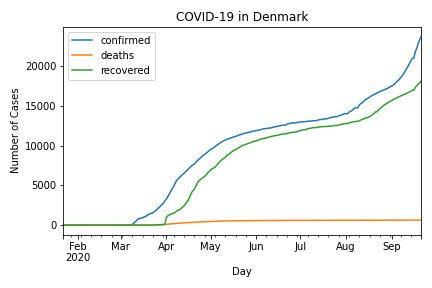 COVID-19 in Denmark
confirmed
deaths
recovered
Number of Cases
20000
15000
10000
5000
0
Feb Mar Apr May Jun Jul Aug Sep
2020
Day